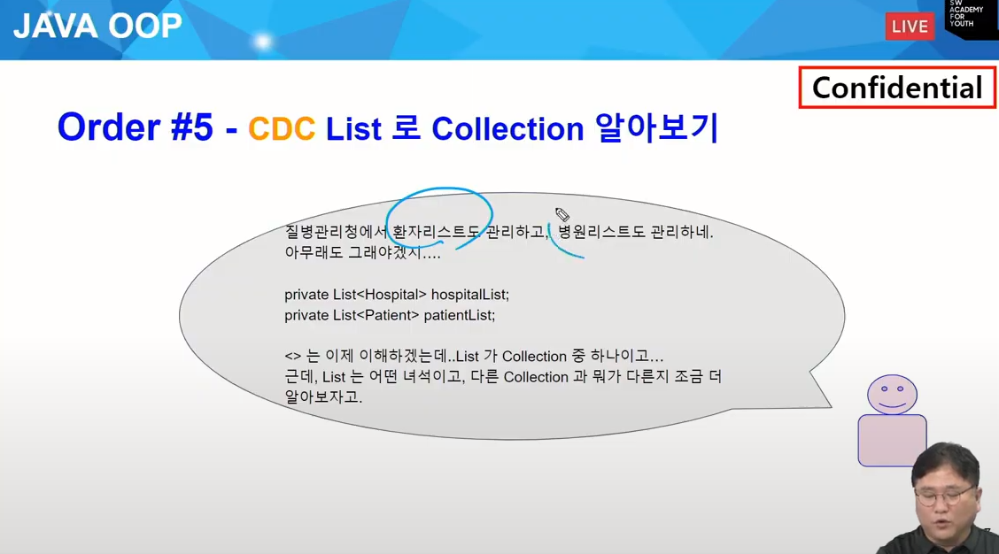 JAVA OOP
LIVE
SW
ACADEMY
FOR
YOUTH
Confidential
Order #5 - CDC List 로 Collection 알아보기
질병관리청에서 환자리스트도 관리하고, 병원리스트도 관리하네.
아무래도 그래야겠지....
private List<Hospital> hospitalList;
private List<Patient> patientList;
<> 는 이제 이해하겠는데..List 가 Collection 중 하나이고...
근데, List 는 어떤 녀석이고, 다른 Collection 과 뭐가 다른지 조금 더
알아보자고.